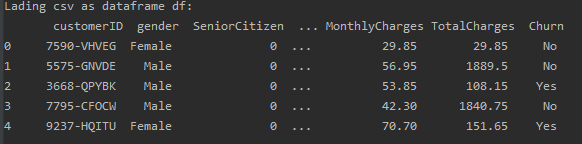 Lading csv as dataframe df:
customerID gender SeniorCitizen ... MonthlyCharges TotalCharges Churn
0 7590-VHVEG Female 0 ... 29.85 29.85 No
1 5575-GNVDE Male 0 ... 56.95 1889.5 No
2 3668-QPYBK Male 0 ... 53.85 108.15 Yes
3 7795-CFOCW Male 0 ... 42.30 1840.75 No
4 9237-HQITU Female 0 ... 70.70 151.65 Yes